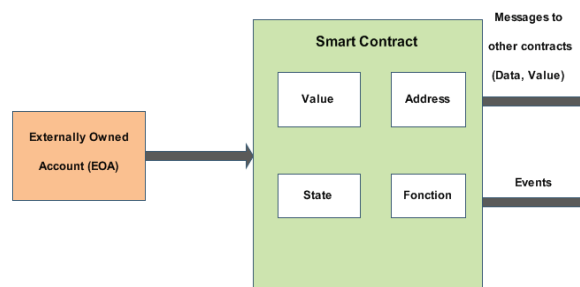 Messages to
other contracts
(Data, Value)
Smart Contract
Value
Address
Externally Owned
Account (EOA)
State
Fonction
Events